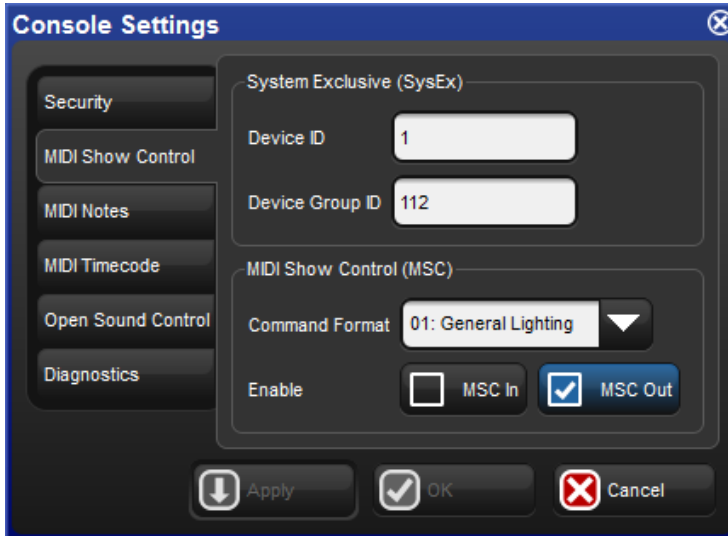 Console Settings
Security
MIDI Show Control
MIDI Notes
MIDI Timecode
Open Sound Control
Diagnostics
System Exclusive (SysEx)
Device ID 1
Device Group ID 112
MIDI Show Control (MSC)
Command Format 01: General Lighting
Enable MSC In MSC Out
Apply OK Cancel